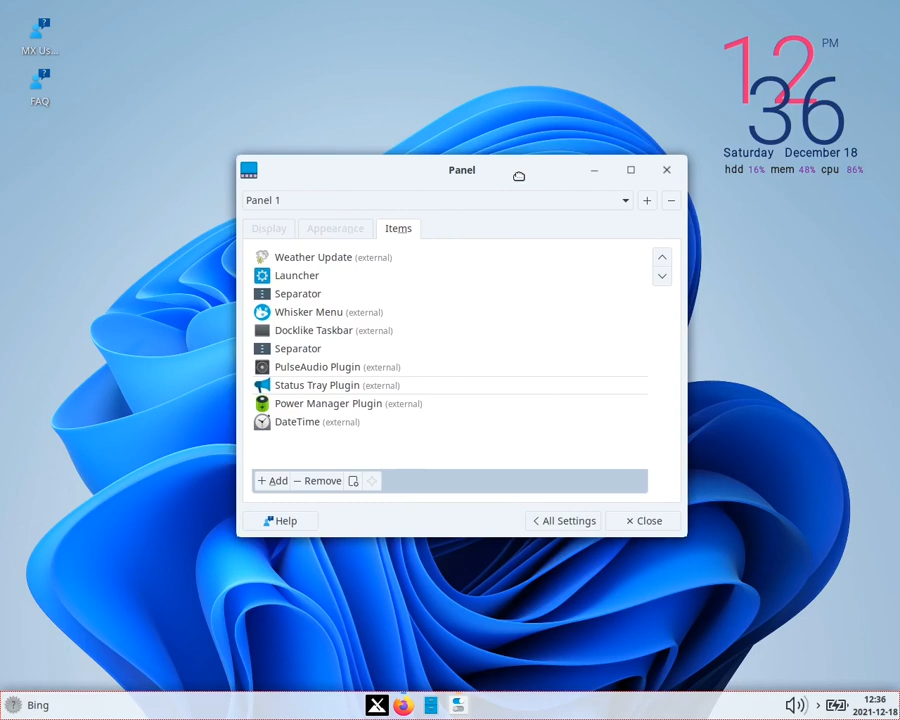 MX Us...
FAQ
12 PM
36
Saturday December 18
hdd 16% mem 48% cpu 86%
Panel
Panel 1
Display Appearance Items
Weather Update (external)
Launcher
Separator
Whisker Menu (external)
Docklike Taskbar (external)
Separator
PulseAudio Plugin (external)
Status Tray Plugin (external)
Power Manager Plugin (external)
DateTime (external)
Add Remove
Help All Settings Close
Bing
12:36
2021-12-18